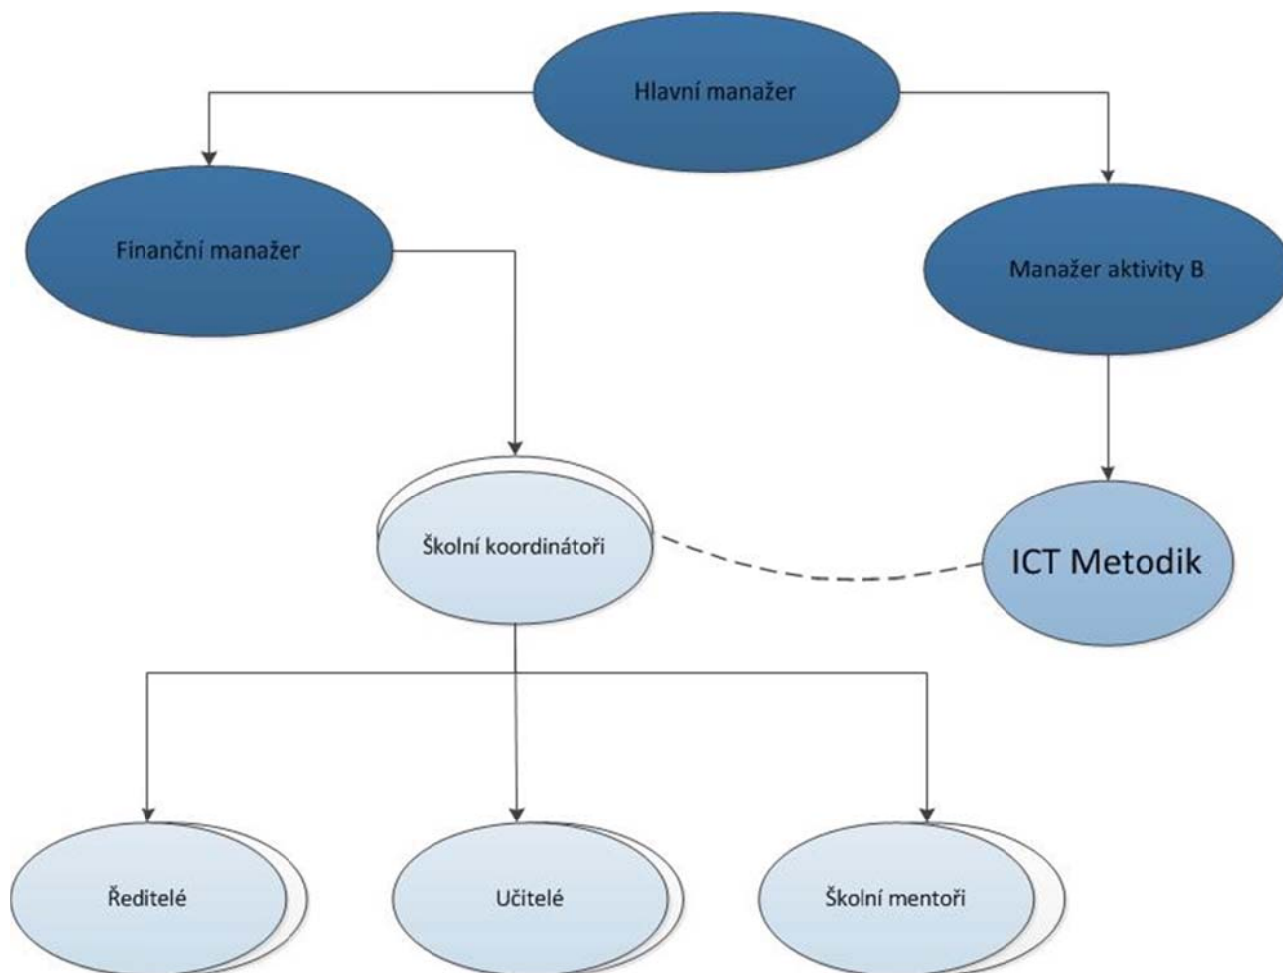 Hlavní manažer
Finanční manažer
Manažer aktivity B
Školní koordinátoři
ICT Metodik
Ředitelé
Učitelé
Školní mentoři